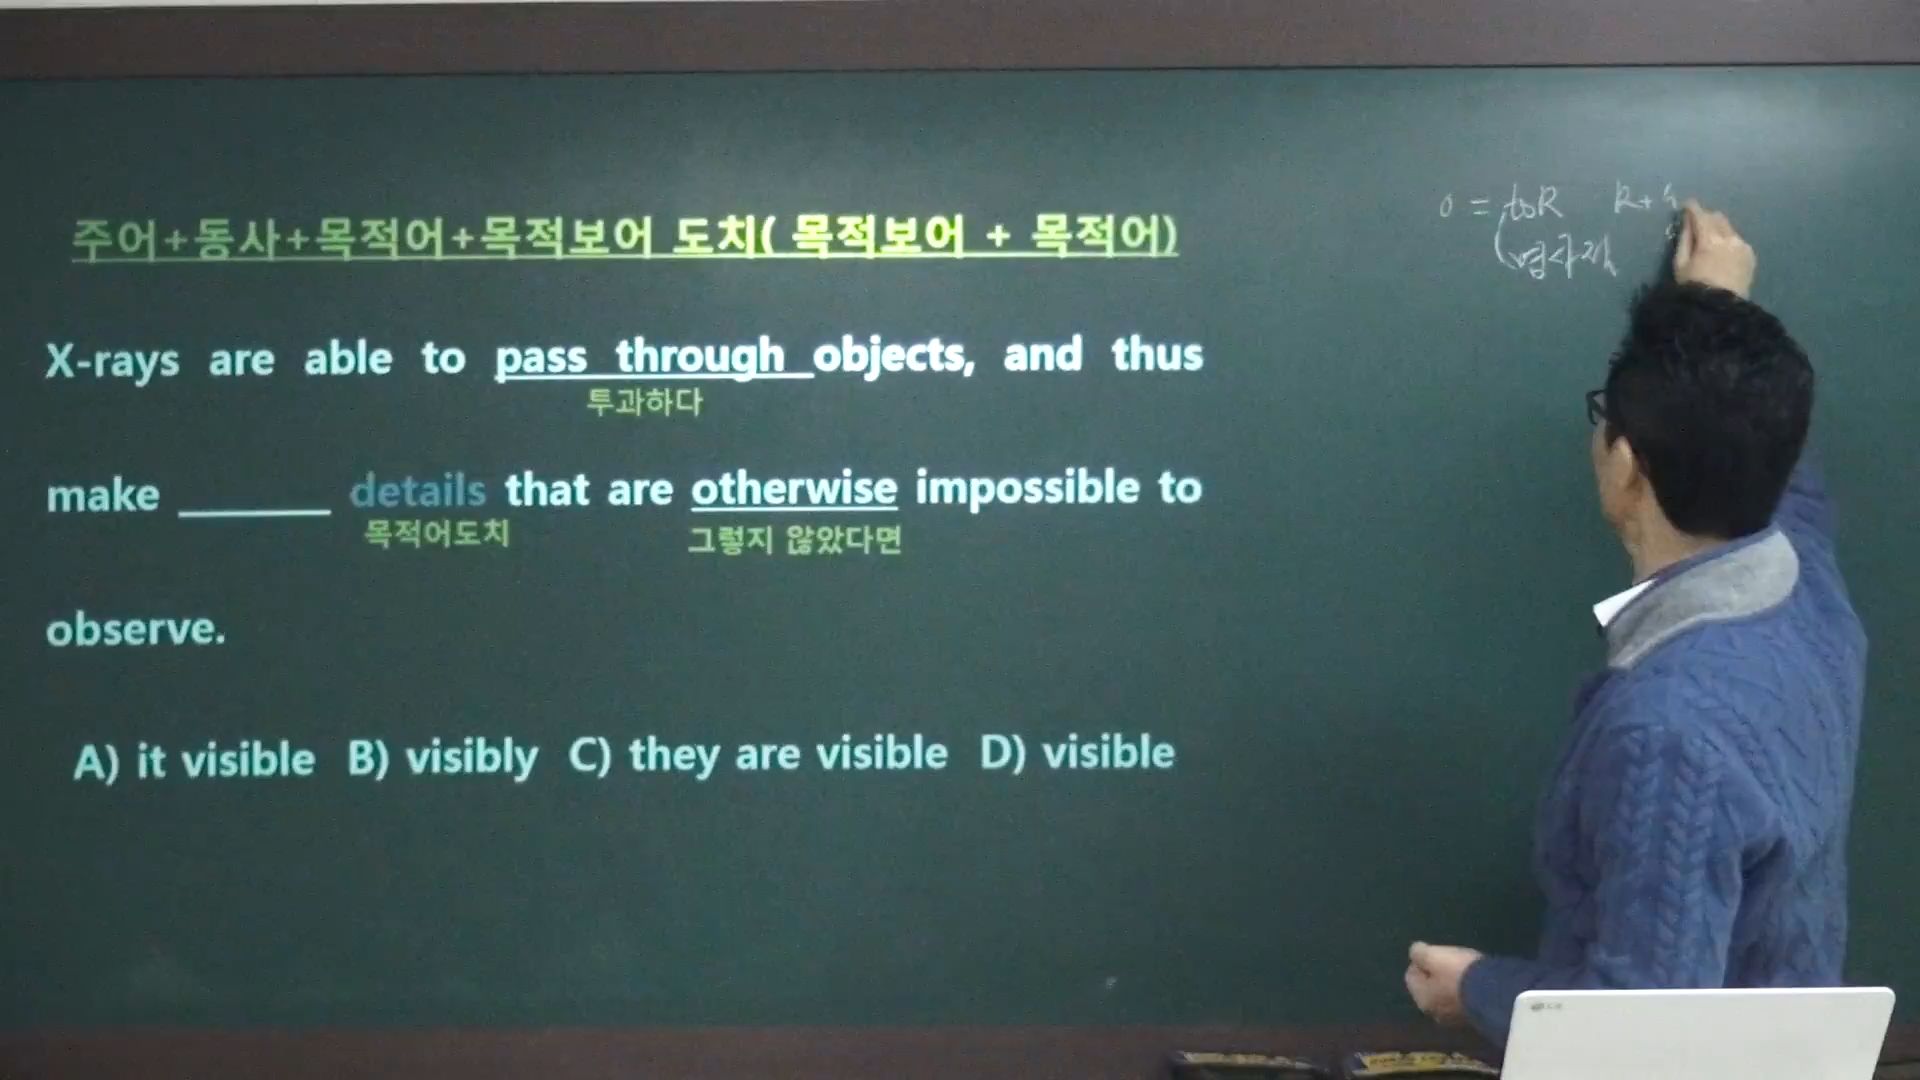 주어+동사+목적어+목적보어 도치( 목적보어 + 목적어)
X-rays are able to pass through objects, and thus
투과하다
make ______ details that are otherwise impossible to
목적어도치 그렇지 않았다면
observe.
A) it visible B) visibly C) they are visible D) visible
o = toR R+